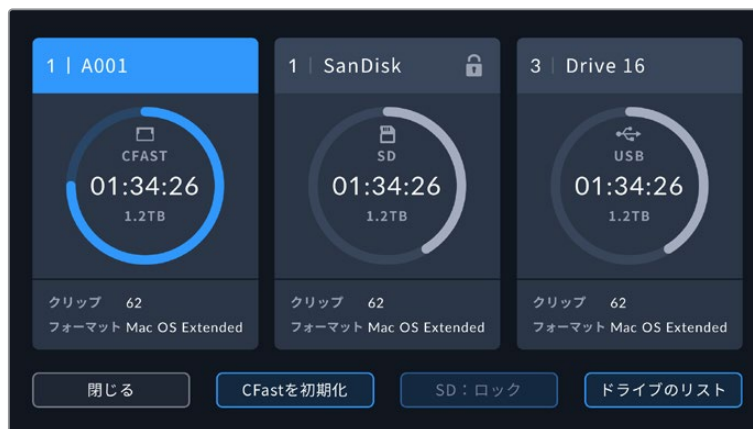 1 | A001
CFAST
01:34:26
1.2TB
クリップ 62
フォーマット Mac OS Extended
1 | SanDisk
SD
01:34:26
1.2TB
クリップ 62
フォーマット Mac OS Extended
3 | Drive 16
USB
01:34:26
1.2TB
クリップ 62
フォーマット Mac OS Extended
閉じる
CFastを初期化
SD：ロック
ドライブのリスト